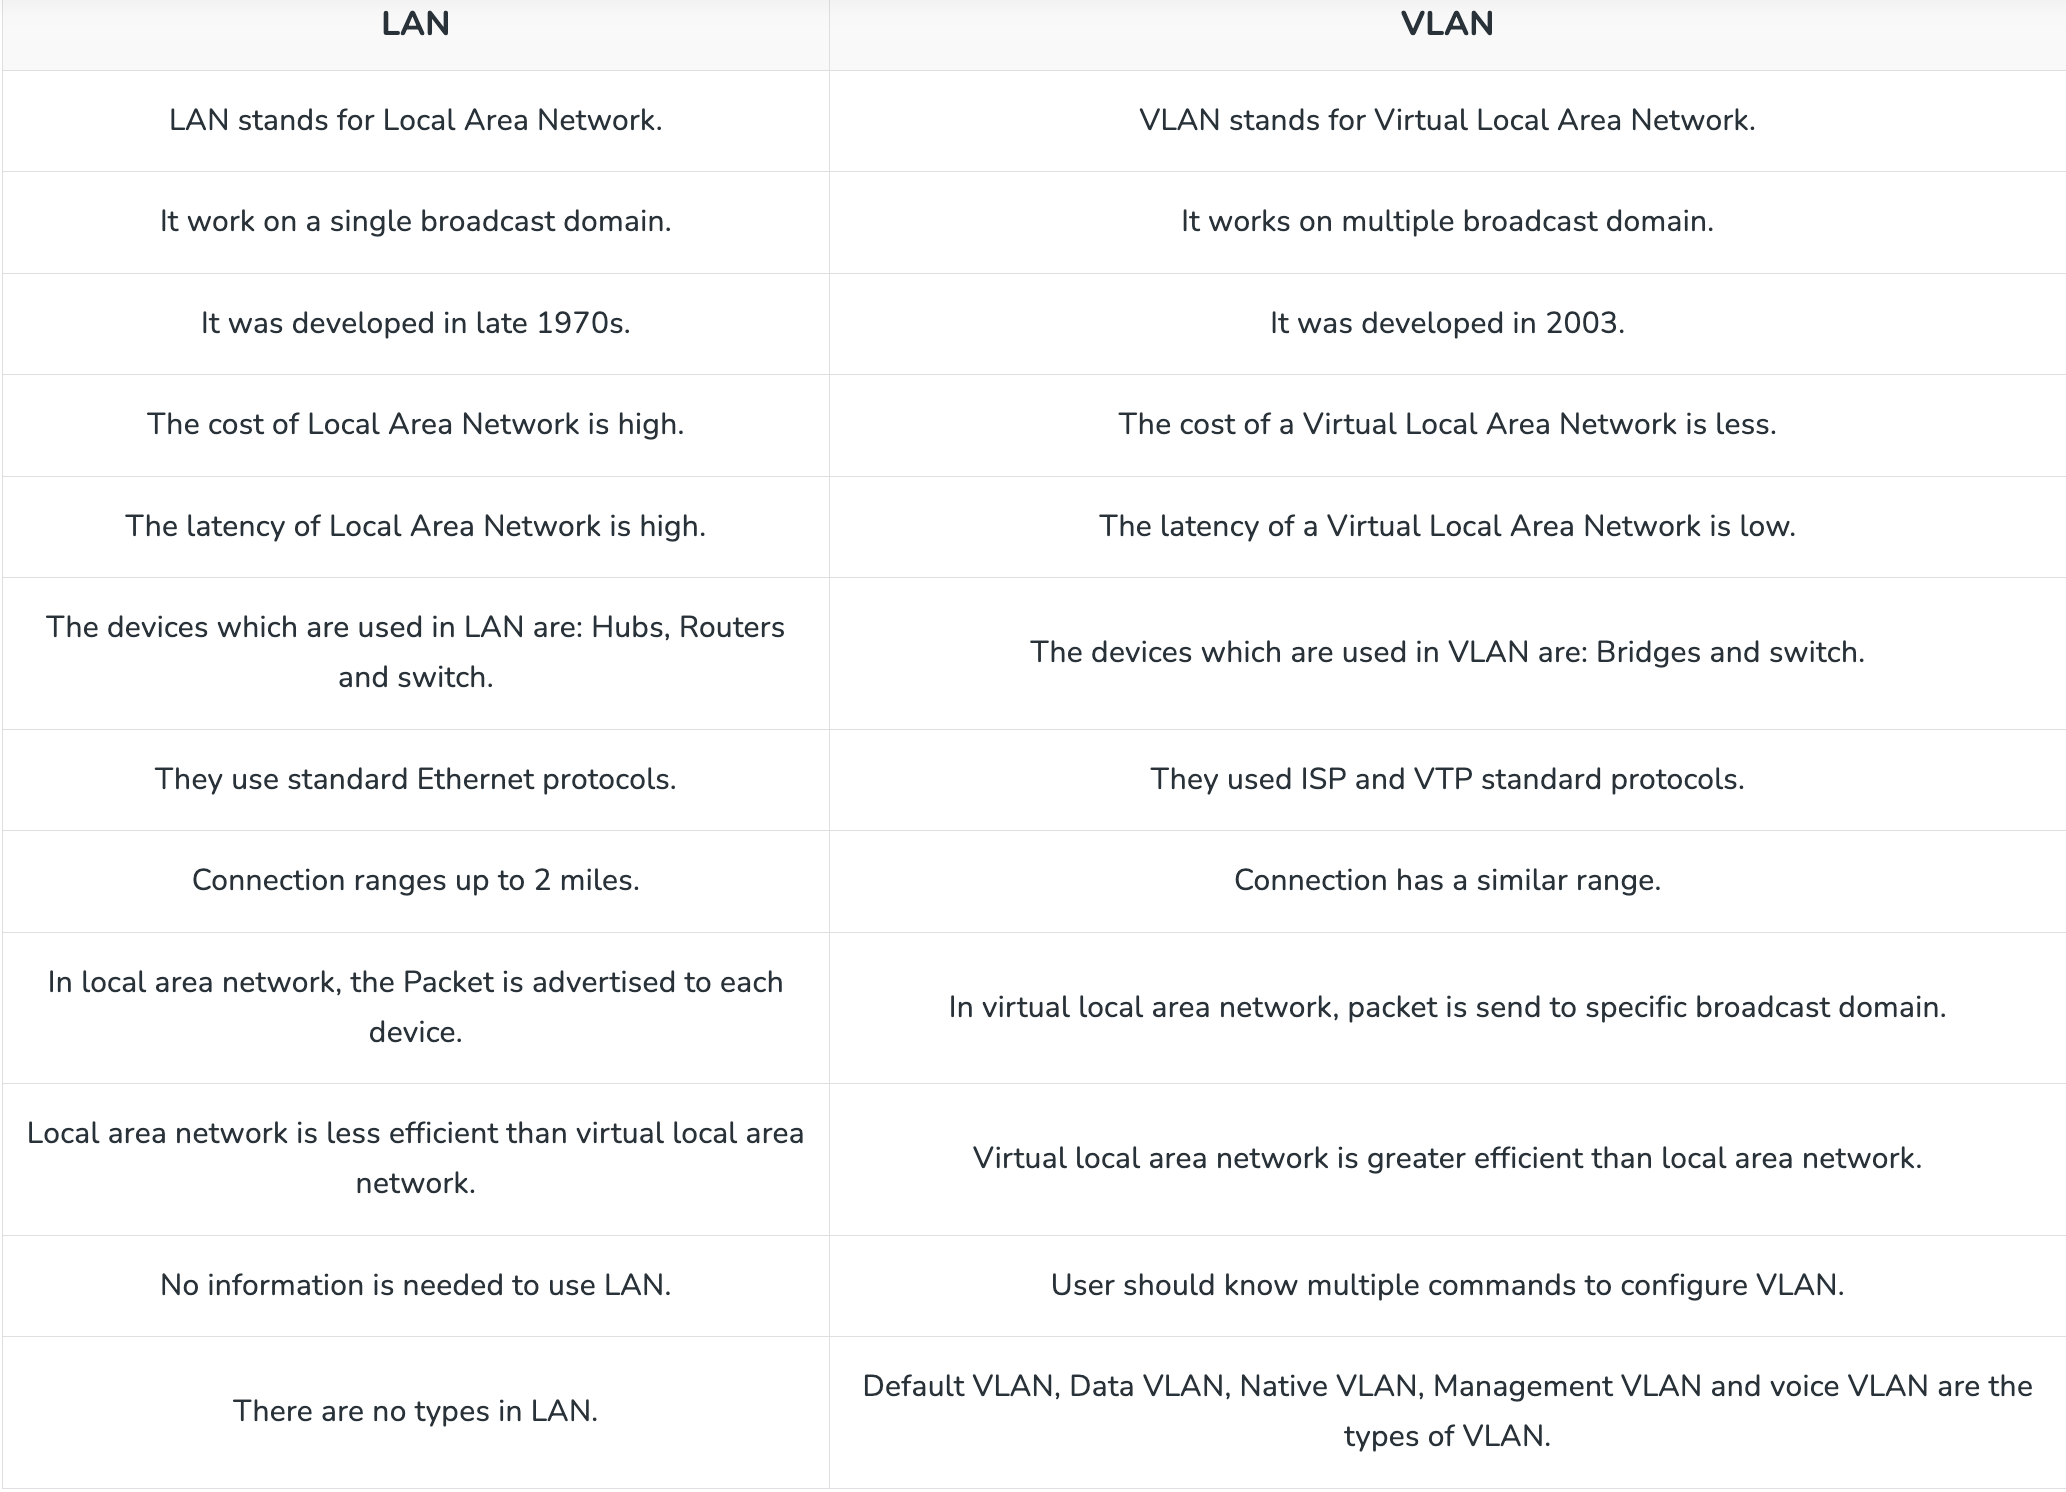 LAN
VLAN
LAN stands for Local Area Network.
VLAN stands for Virtual Local Area Network.
It work on a single broadcast domain.
It works on multiple broadcast domain.
It was developed in late 1970s.
It was developed in 2003.
The cost of Local Area Network is high.
The cost of a Virtual Local Area Network is less.
The latency of Local Area Network is high.
The latency of a Virtual Local Area Network is low.
The devices which are used in LAN are: Hubs, Routers
and switch.
The devices which are used in VLAN are: Bridges and switch.
They use standard Ethernet protocols.
They used ISP and VTP standard protocols.
Connection ranges up to 2 miles.
Connection has a similar range.
In local area network, the Packet is advertised to each
device.
In virtual local area network, packet is send to specific broadcast domain.
Local area network is less efficient than virtual local area
network.
Virtual local area network is greater efficient than local area network.
No information is needed to use LAN.
User should know multiple commands to configure VLAN.
There are no types in LAN.
Default VLAN, Data VLAN, Native VLAN, Management VLAN and voice VLAN are the
types of VLAN.